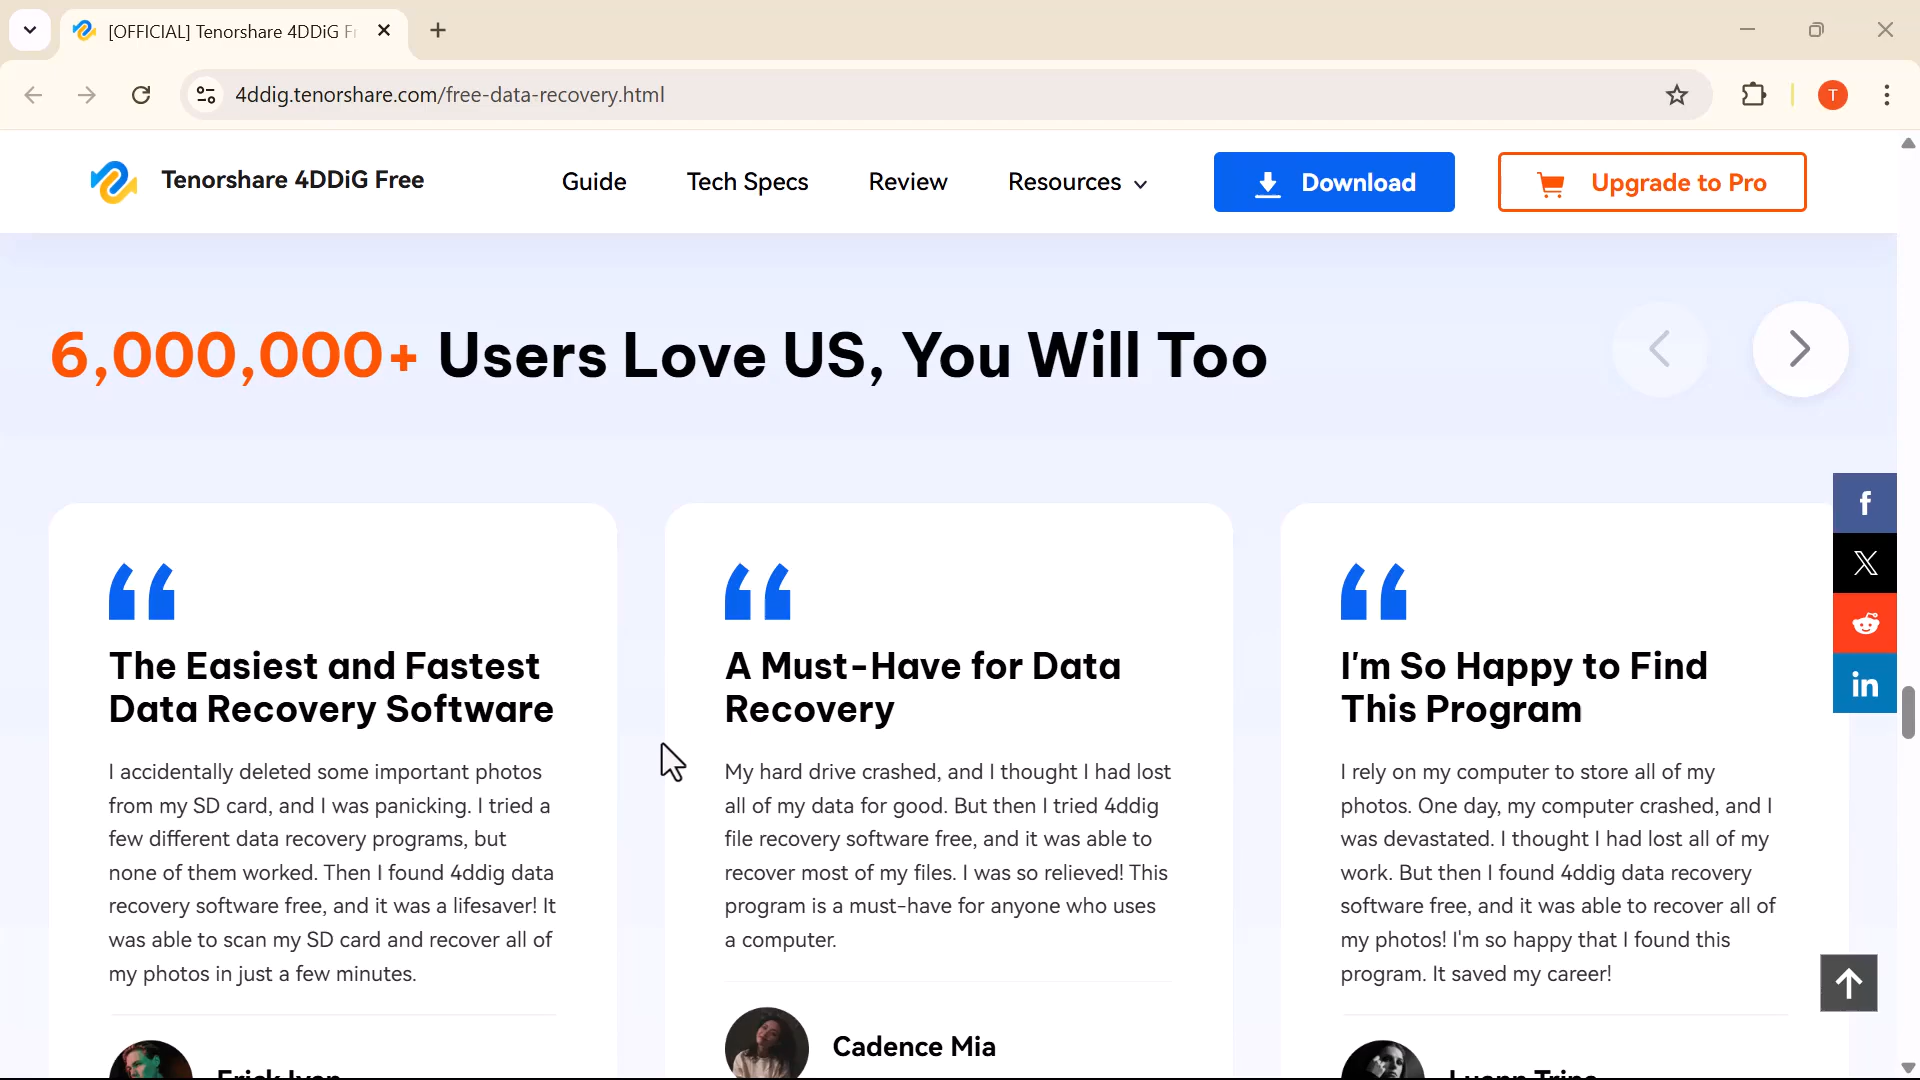 [OFFICIAL] Tenorshare 4DDiG Fr
4ddig.tenorshare.com/free-data-recovery.html
T
Tenorshare 4DDiG Free
Guide
Tech Specs
Review
Resources
Download
Upgrade to Pro
6,000,000+ Users Love US, You Will Too
The Easiest and Fastest
Data Recovery Software
I accidentally deleted some important photos
from my SD card, and I was panicking. I tried a
few different data recovery programs, but
none of them worked. Then I found 4ddig data
recovery software free, and it was a lifesaver! It
was able to scan my SD card and recover all of
my photos in just a few minutes.
A Must-Have for Data
Recovery
My hard drive crashed, and I thought I had lost
all of my data for good. But then I tried 4ddig
file recovery software free, and it was able to
recover most of my files. I was so relieved! This
program is a must-have for anyone who uses
a computer.
Cadence Mia
I'm So Happy to Find
This Program
I rely on my computer to store all of my
photos. One day, my computer crashed, and I
was devastated. I thought I had lost all of my
work. But then I found 4ddig data recovery
software free, and it was able to recover all of
my photos! I'm so happy that I found this
program. It saved my career!